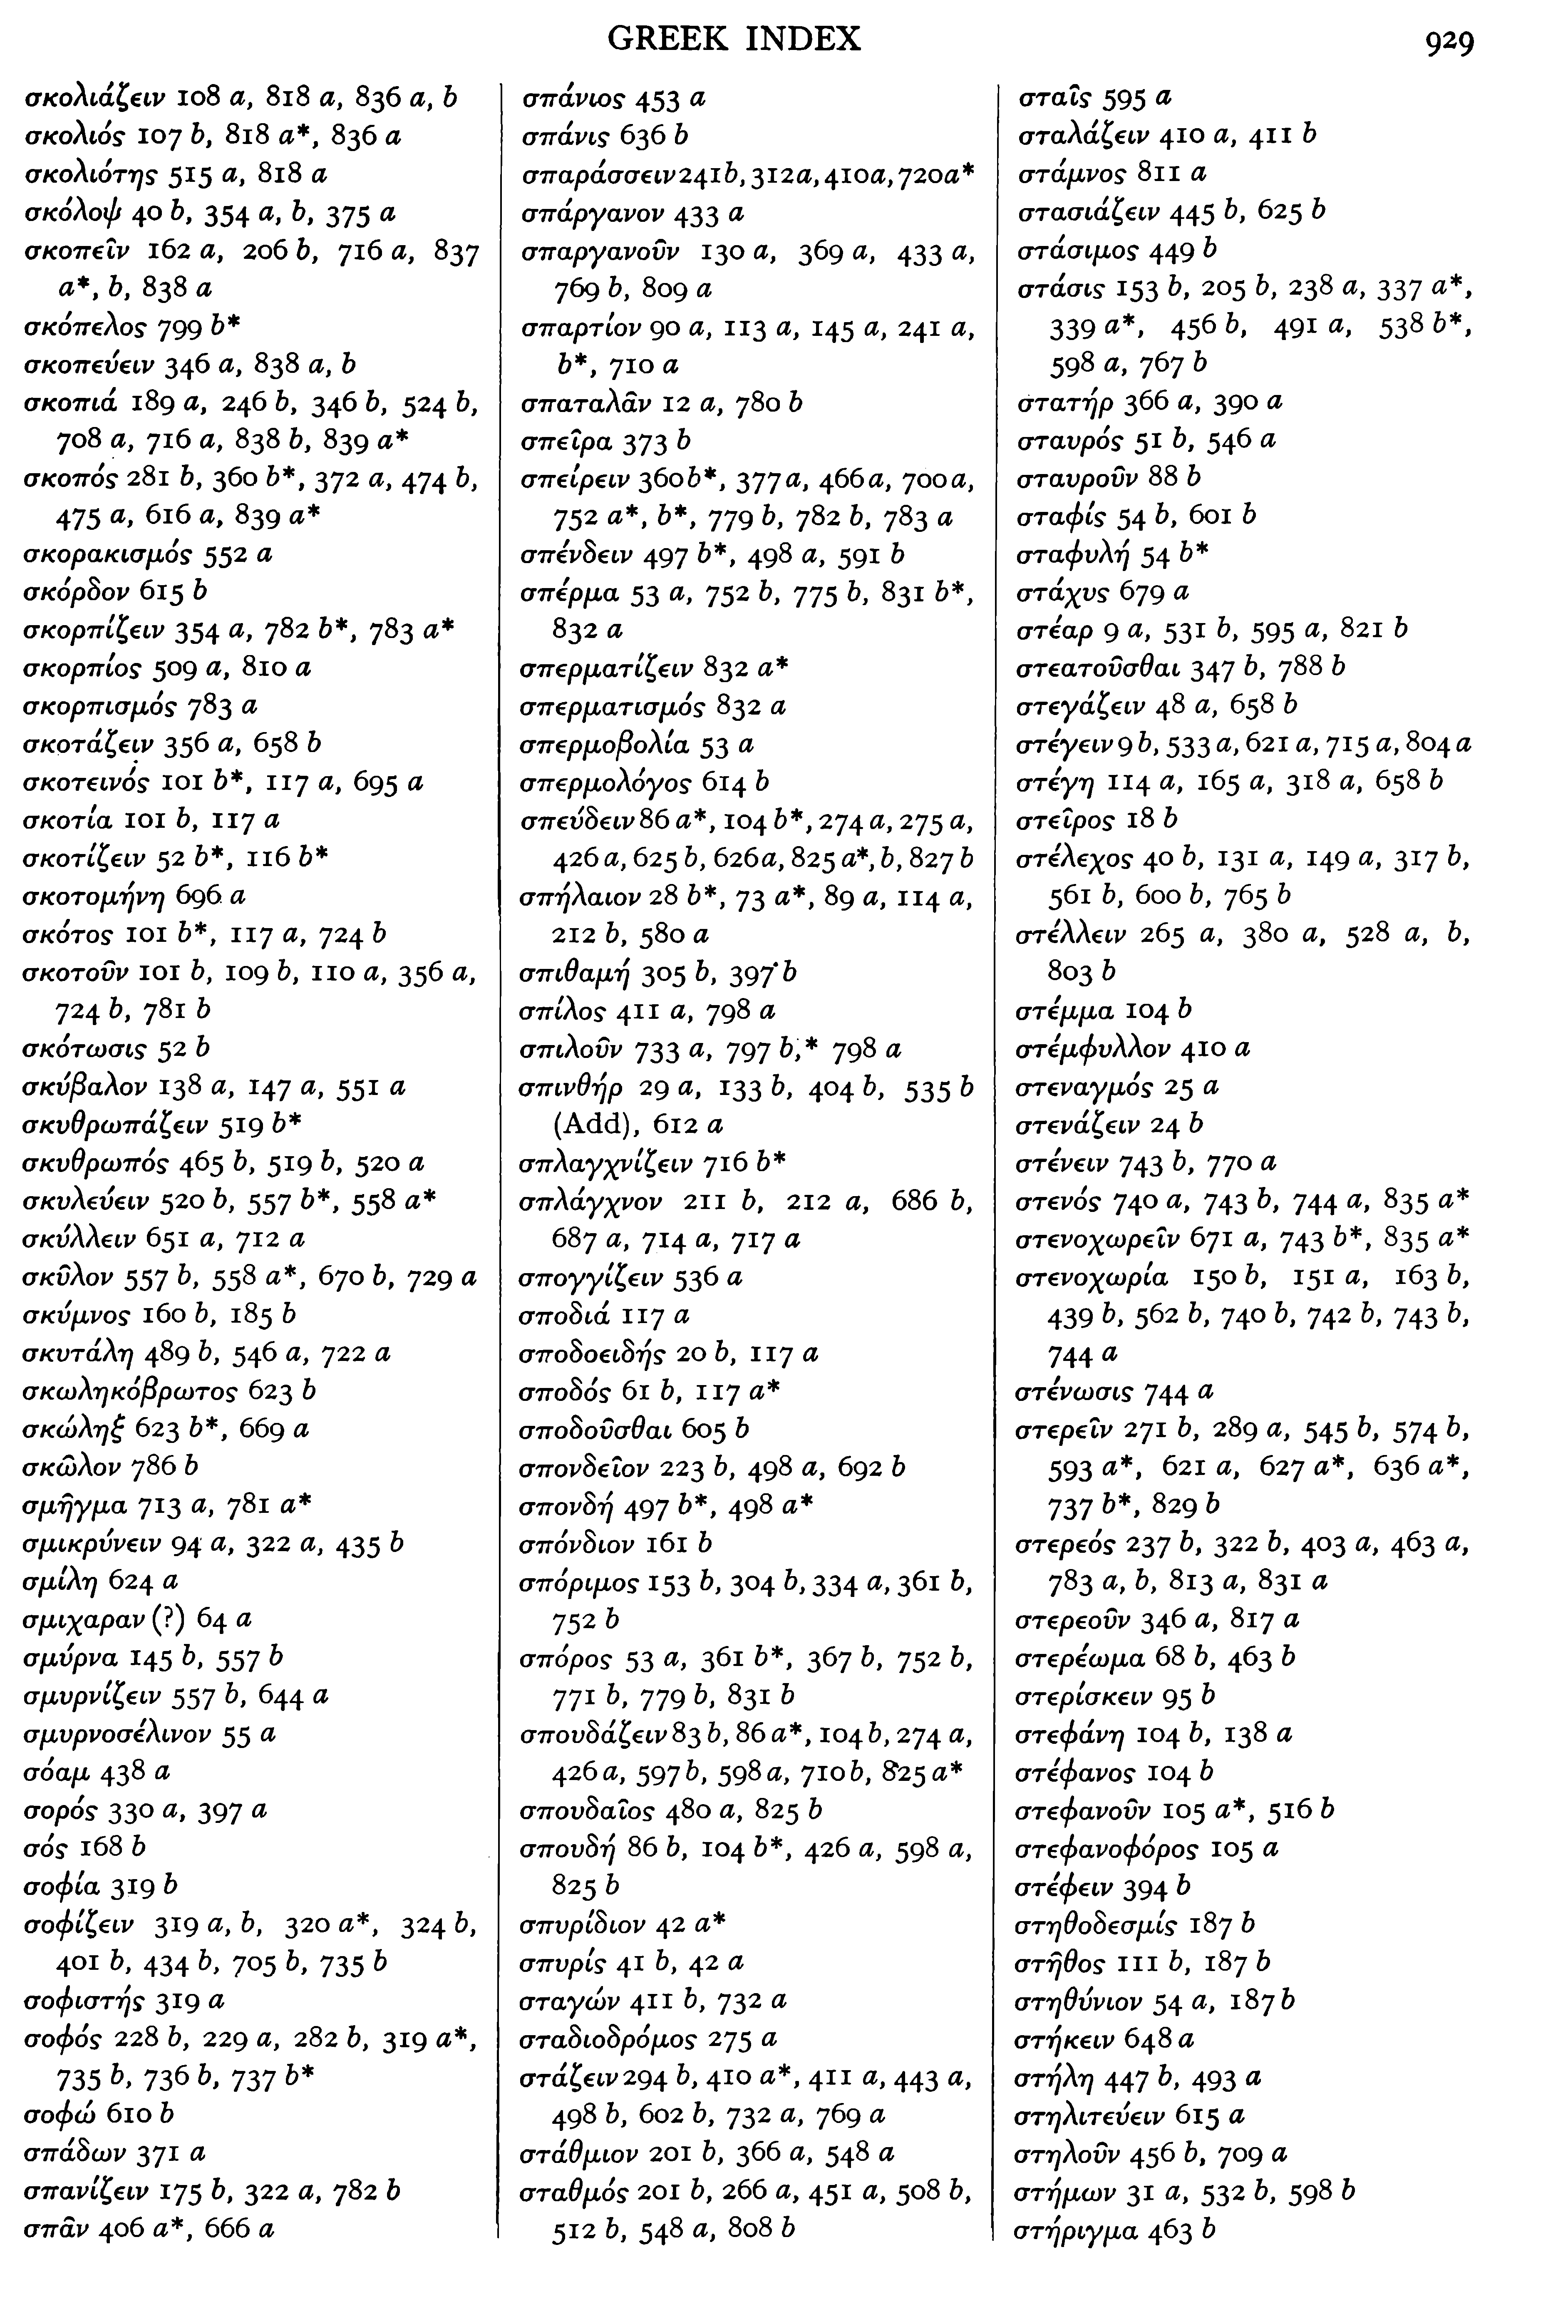 GREEK INDEX
929
σκολιάζειν 108 a, 818 a, 836 a, b
σκολιός 107 b, 818 a*, 836 a
σκολιότης 515 a, 818 a
σκόλοψ 40 b, 354 a, b, 375 a
σκοπεῖν 162 a, 206 b, 716 a, 837
a*, b, 838 a
σκόπελος 799 b*
σκοπεύειν 346 a, 838 a, b
σκοπιά 189 a, 246 b, 346 b, 524 b,
708 a, 716 a, 838 b, 839 a*
σκοπός 281 b, 360 b*, 372 a, 474 b,
475 a, 616 a, 839 a*
σκορακισμός 552 a
σκόρδον 615 b
σκορπίζειν 354 a, 782 b*, 783 a*
σκορπίος 509 a, 810 a
σκορπισμός 783 a
σκοτάζειν 356 a, 658 b
σκοτεινός 101 b*, 117 a, 695 a
σκοτία 101 b, 117 a
σκοτίζειν 52 b*, 116 b*
σκοτομήνη 696 a
σκότος 101 b*, 117 a, 724 b
σκοτοῦν 101 b, 109 b, 110 a, 356 a,
724 b, 781 b
σκότωσις 52 b
σκύβαλον 138 a, 147 a, 551 a
σκυθρωπάζειν 519 b*
σκυθρωπός 465 b, 519 b, 520 a
σκυλεύειν 520 b, 557 b*, 558 a*
σκύλλειν 651 a, 712 a
σκῦλον 557 b, 558 a*, 670 b, 729 a
σκύμνος 160 b, 185 b
σκυτάλη 489 b, 546 a, 722 a
σκωληκόβρωτος 623 b
σκώληξ 623 b*, 669 a
σκῶλον 786 b
σμῆγμα 713 a, 781 a*
σμικρύνειν 94 a, 322 a, 435 b
σμίλη 624 a
σμιχαραν (?) 64 a
σμύρνα 145 b, 557 b
σμυρνίζειν 557 b, 644 a
σμυρνοσέλινον 55 a
σόαμ 438 a
σορός 330 a, 397 a
σός 168 b
σοφία 319 b
σοφίζειν 319 a, b, 320 a*, 324 b,
401 b, 434 b, 705 b, 735 b
σοφιστής 319 a
σοφός 228 b, 229 a, 282 b, 319 a*,
735 b, 736 b, 737 b*
σοφώ 610 b
σπάδων 371 a
σπανίζειν 175 b, 322 a, 782 b
σπᾶν 406 a*, 666 a
σπάνιος 453 a
σπάνις 636 b
σπαράσσειν 241 b, 312 a, 410 a, 720 a*
σπάργανον 433 a
σπαργανοῦν 130 a, 369 a, 433 a,
769 b, 809 a
σπαρτίον 90 a, 113 a, 145 a, 241 a,
b*, 710 a
σπαταλᾶν 12 a, 780 b
σπεῖρα 373 b
σπείρειν 360 b*, 377 a, 466 a, 700 a,
752 a*, b*, 779 b, 782 b, 783 a
σπένδειν 497 b*, 498 a, 591 b
σπέρμα 53 a, 752 b, 775 b, 831 b*,
832 a
σπερματίζειν 832 a*
σπερματισμός 832 a
σπερμοβολία 53 a
σπερμολόγος 614 b
σπεύδειν 86 a*, 104 b*, 274 a, 275 a,
426 a, 625 b, 626 a, 825 a*, b, 827 b
σπήλαιον 28 b*, 73 a*, 89 a, 114 a,
212 b, 580 a
σπιθαμή 305 b, 397 b
σπίλος 411 a, 798 a
σπιλοῦν 733 a, 797 b,* 798 a
σπινθήρ 29 a, 133 b, 404 b, 535 b
(Add), 612 a
σπλαγχνίζειν 716 b*
σπλάγχνον 211 b, 212 a, 686 b,
687 a, 714 a, 717 a
σπογγίζειν 536 a
σποδιά 117 a
σποδοειδής 20 b, 117 a
σποδός 61 b, 117 a*
σποδοῦσθαι 605 b
σπονδεῖον 223 b, 498 a, 692 b
σπονδή 497 b*, 498 a*
σπόνδιον 161 b
σπόριμος 153 b, 304 b, 334 a, 361 b,
752 b
σπόρος 53 a, 361 b*, 367 b, 752 b,
771 b, 779 b, 831 b
σπουδάζειν 83 b, 86 a*, 104 b, 274 a,
426 a, 597 b, 598 a, 710 b, 825 a*
σπουδαῖος 480 a, 825 b
σπουδή 86 b, 104 b*, 426 a, 598 a,
825 b
σπυρίδιον 42 a*
σπυρίς 41 b, 42 a
σταγών 411 b, 732 a
σταδιοδρόμος 275 a
στάζειν 294 b, 410 a*, 411 a, 443 a,
498 b, 602 b, 732 a, 769 a
στάθμιον 201 b, 366 a, 548 a
σταθμός 201 b, 266 a, 451 a, 508 b,
512 b, 548 a, 808 b
σταῖς 595 a
σταλάζειν 410 a, 411 b
στάμνος 811 a
στασιάζειν 445 b, 625 b
στάσιμος 449 b
στάσις 153 b, 205 b, 238 a, 337 a*,
339 a*, 456 b, 491 a, 538 b*,
598 a, 767 b
στατήρ 366 a, 390 a
σταυρός 51 b, 546 a
σταυροῦν 88 b
σταφίς 54 b, 601 b
σταφυλή 54 b*
στάχυς 679 a
στέαρ 9 a, 531 b, 595 a, 821 b
στεατοῦσθαι 347 b, 788 b
στεγάζειν 48 a, 658 b
στέγειν 9 b, 533 a, 621 a, 715 a, 804 a
στέγη 114 a, 165 a, 318 a, 658 b
στεῖρος 18 b
στέλεχος 40 b, 131 a, 149 a, 317 b,
561 b, 600 b, 765 b
στέλλειν 265 a, 380 a, 528 a, b,
803 b
στέμμα 104 b
στέμφυλλον 410 a
στεναγμός 25 a
στενάζειν 24 b
στένειν 743 b, 770 a
στενός 740 a, 743 b, 744 a, 835 a*
στενοχωρεῖν 671 a, 743 b*, 835 a*
στενοχωρία 150 b, 151 a, 163 b,
439 b, 562 b, 740 b, 742 b, 743 b,
744 a
στένωσις 744 a
στερεῖν 271 b, 289 a, 545 b, 574 b,
593 a*, 621 a, 627 a*, 636 a*,
737 b*, 829 b
στερεός 237 b, 322 b, 403 a, 463 a,
783 a, b, 813 a, 831 a
στερεοῦν 346 a, 817 a
στερέωμα 68 b, 463 b
στερίσκειν 95 b
στεφάνη 104 b, 138 a
στέφανος 104 b
στεφανοῦν 105 a*, 516 b
στεφανοφόρος 105 a
στέφειν 394 b
στηθοδεσμίς 187 b
στῆθος 111 b, 187 b
στηθύνιον 54 a, 187 b
στήκειν 648 a
στήλη 447 b, 493 a
στηλιτεύειν 615 a
στηλοῦν 456 b, 709 a
στήμων 31 a, 532 b, 598 b
στήριγμα 463 b